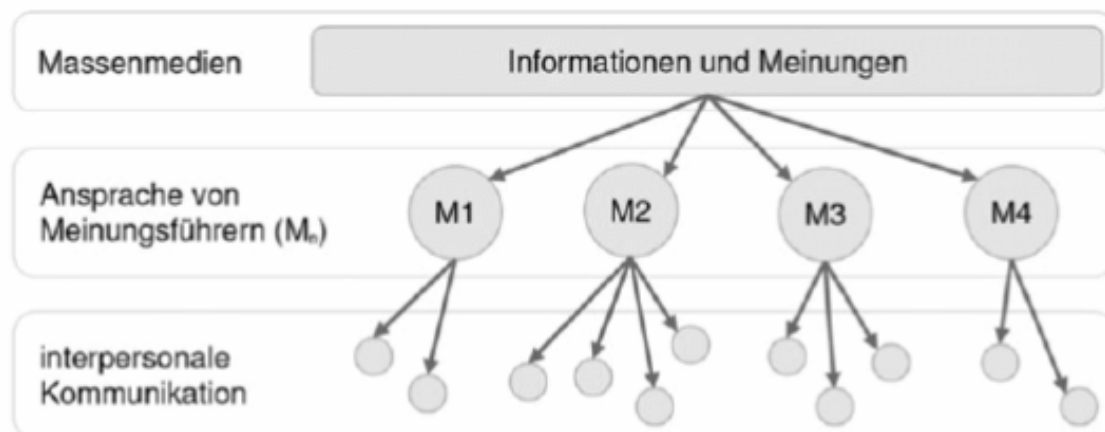 Massenmedien
Informationen und Meinungen
Ansprache von
Meinungsführern (Mₙ)
M1
M2
M3
M4
interpersonale
Kommunikation